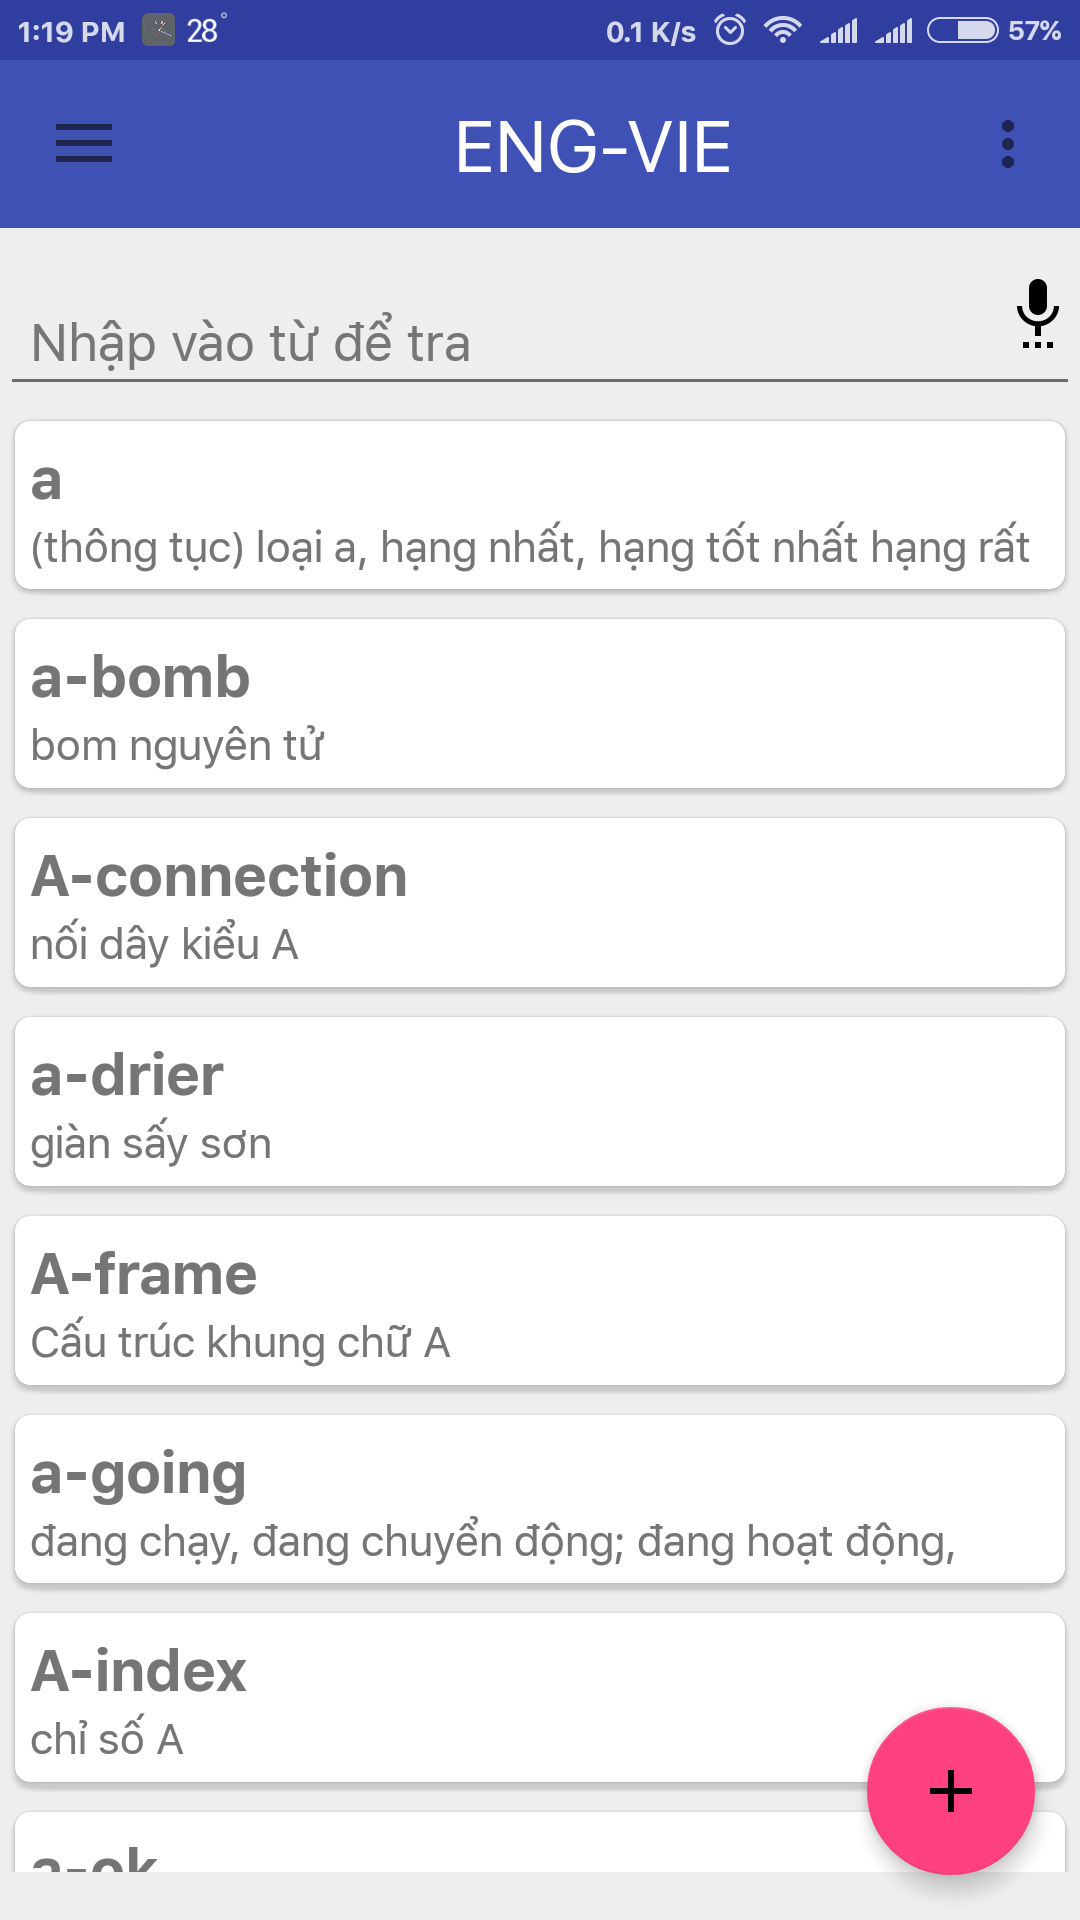 1:19 PM 28° 0.1 K/s 57%
ENG-VIE
Nhập vào từ để tra
a
(thông tục) loại a, hạng nhất, hạng tốt nhất hạng rất
a-bomb
bom nguyên tử
A-connection
nối dây kiểu A
a-drier
giàn sấy sơn
A-frame
Cấu trúc khung chữ A
a-going
đang chạy, đang chuyển động; đang hoạt động,
A-index
chỉ số A
a-ok